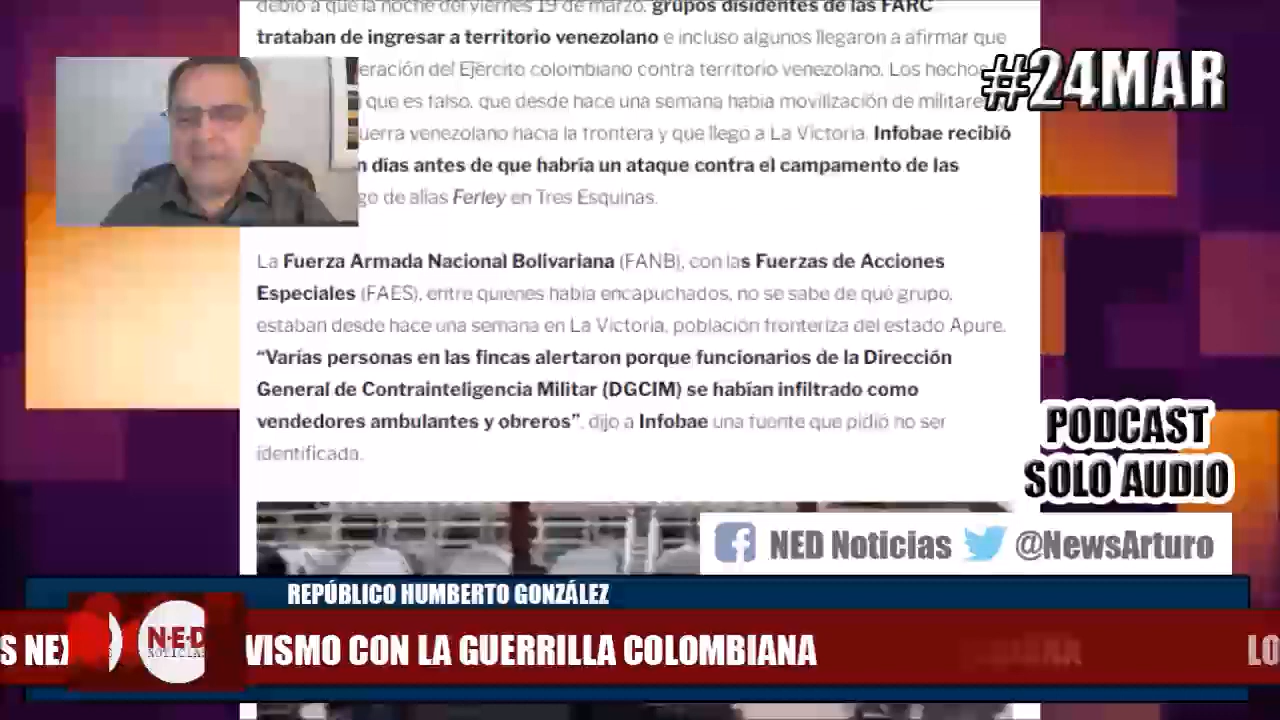 debió a que la noche del viernes 19 de marzo, grupos disidentes de las FARC
trataban de ingresar a territorio venezolano e incluso algunos llegaron a afirmar que
eración del Ejército colombiano contra territorio venezolano. Los hechos
que es falso, que desde hace una semana había movilización de militare
uerra venezolano hacia la frontera y que llegó a La Victoria. Infobae recibió
n días antes de que habría un ataque contra el campamento de las
go de alias Ferley en Tres Esquinas.
#24MAR
La Fuerza Armada Nacional Bolivariana (FANB), con las Fuerzas de Acciones
Especiales (FAES), entre quienes había encapuchados, no se sabe de qué grupo,
estaban desde hace una semana en La Victoria, población fronteriza del estado Apure.
“Varías personas en las fincas alertaron porque funcionarios de la Dirección
General de Contrainteligencia Militar (DGCIM) se habían infiltrado como
vendedores ambulantes y obreros”, dijo a Infobae una fuente que pidió no ser
identificada.
PODCAST
SOLO AUDIO
NED Noticias @NewsArturo
REPÚBLICO HUMBERTO GONZÁLEZ
S NEX
N·E·D
NOTICIAS
VISMO CON LA GUERRILLA COLOMBIANA
LO